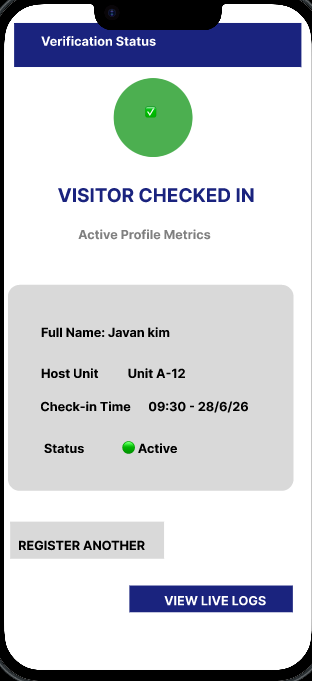 Verification Status
VISITOR CHECKED IN
Active Profile Metrics
Full Name: Javan kim
Host Unit Unit A-12
Check-in Time 09:30 - 28/6/26
Status Active
REGISTER ANOTHER
VIEW LIVE LOGS